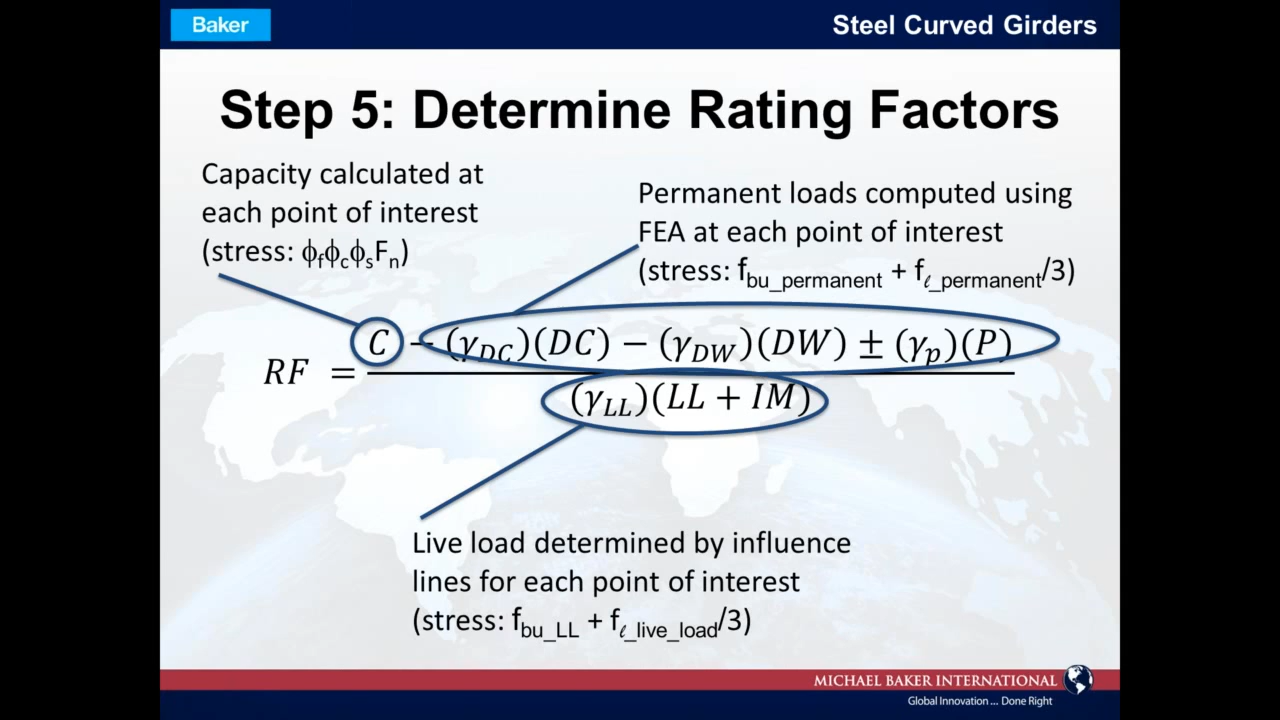 Baker
Steel Curved Girders
Step 5: Determine Rating Factors
Capacity calculated at
each point of interest
(stress: ϕfϕcϕsFn)
Permanent loads computed using
FEA at each point of interest
(stress: fbu_permanent + fℓ_permanent/3)
RF = C − (γDC)(DC) − (γDW)(DW) ± (γp)(P)
(γLL)(LL + IM)
Live load determined by influence
lines for each point of interest
(stress: fbu_LL + fℓ_live_load/3)
MICHAEL BAKER INTERNATIONAL
Global Innovation ... Done Right